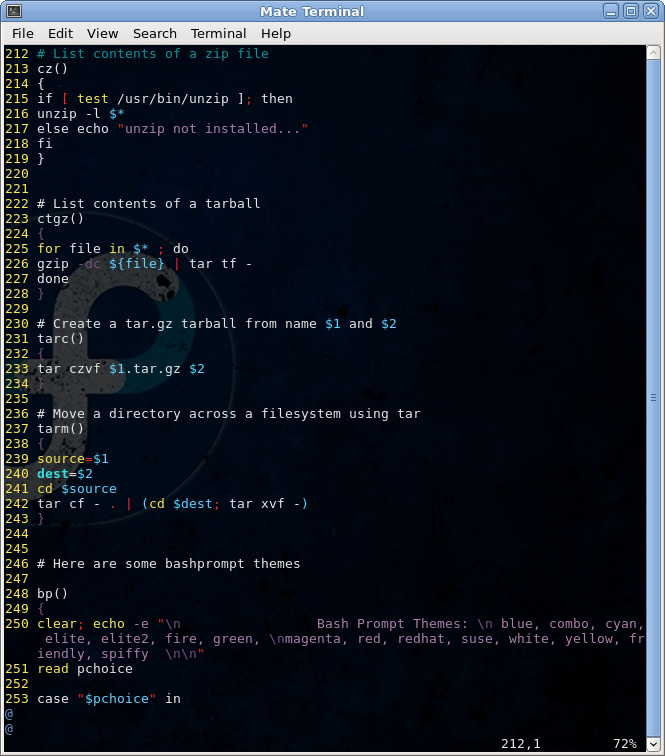 Mate Terminal
File Edit View Search Terminal Help
212 # List contents of a zip file
213 cz()
214 {
215 if [ test /usr/bin/unzip ]; then
216 unzip -l $*
217 else echo "unzip not installed..."
218 fi
219 }
220
221
222 # List contents of a tarball
223 ctgz()
224 {
225 for file in $* ; do
226 gzip -dc ${file} | tar tf -
227 done
228 }
229
230 # Create a tar.gz tarball from name $1 and $2
231 tarc()
232 {
233 tar czvf $1.tar.gz $2
234 }
235
236 # Move a directory across a filesystem using tar
237 tarm()
238 {
239 source=$1
240 dest=$2
241 cd $source
242 tar cf - . | (cd $dest; tar xvf -)
243 }
244
245
246 # Here are some bashprompt themes
247
248 bp()
249 {
250 clear; echo -e "\n                 Bash Prompt Themes: \n blue, combo, cyan,
 elite, elite2, fire, green, \nmagenta, red, redhat, suse, white, yellow, fr
iendly, spiffy  \n\n"
251 read pchoice
252
253 case "$pchoice" in
@
@
212,1 72%